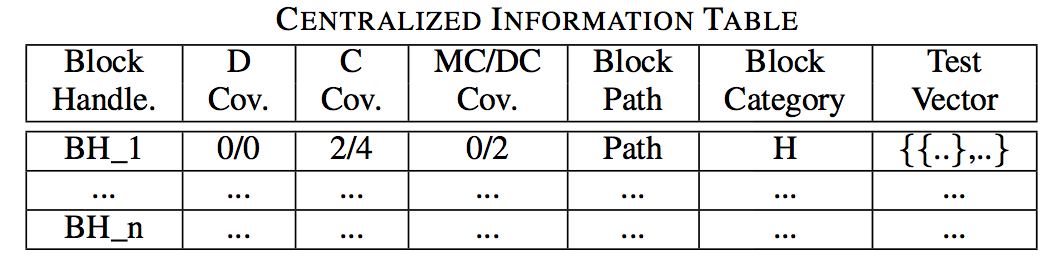 CENTRALIZED INFORMATION TABLE
Block D C MC/DC Block Block Test
Handle. Cov. Cov. Cov. Path Category Vector
BH_1 0/0 2/4 0/2 Path H {{..},..}
... ... ... ... ... ... ...
BH_n ... ... ... ... ... ...